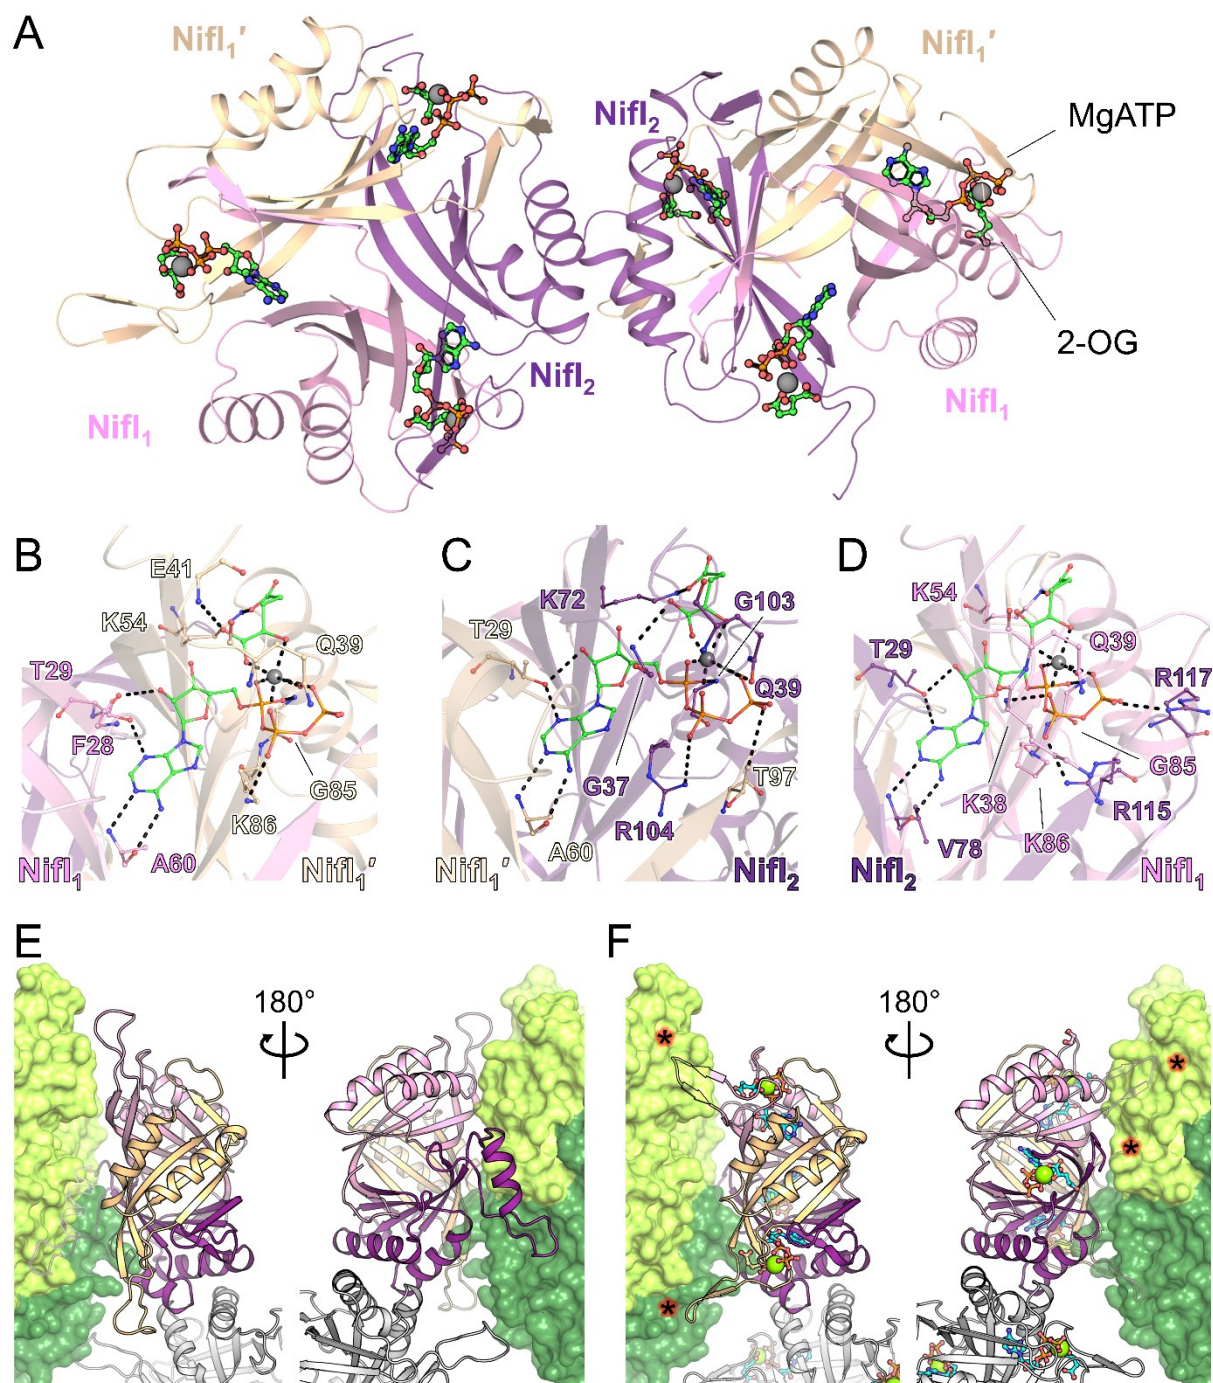 A
NifI₁′
NifI₁′
NifI₂
MgATP
2-OG
NifI₂
NifI₁
NifI₁
B
E41
K54
Q39
T29
F28
G85
K86
A60
NifI₁
NifI₁′
C
K72
G103
T29
Q39
G37
T97
R104
A60
NifI₁′
NifI₂
D
K54
Q39
T29
R117
G85
K38
R115
V78
K86
NifI₂
NifI₁
E
180°
F
180°
*
*
*
*